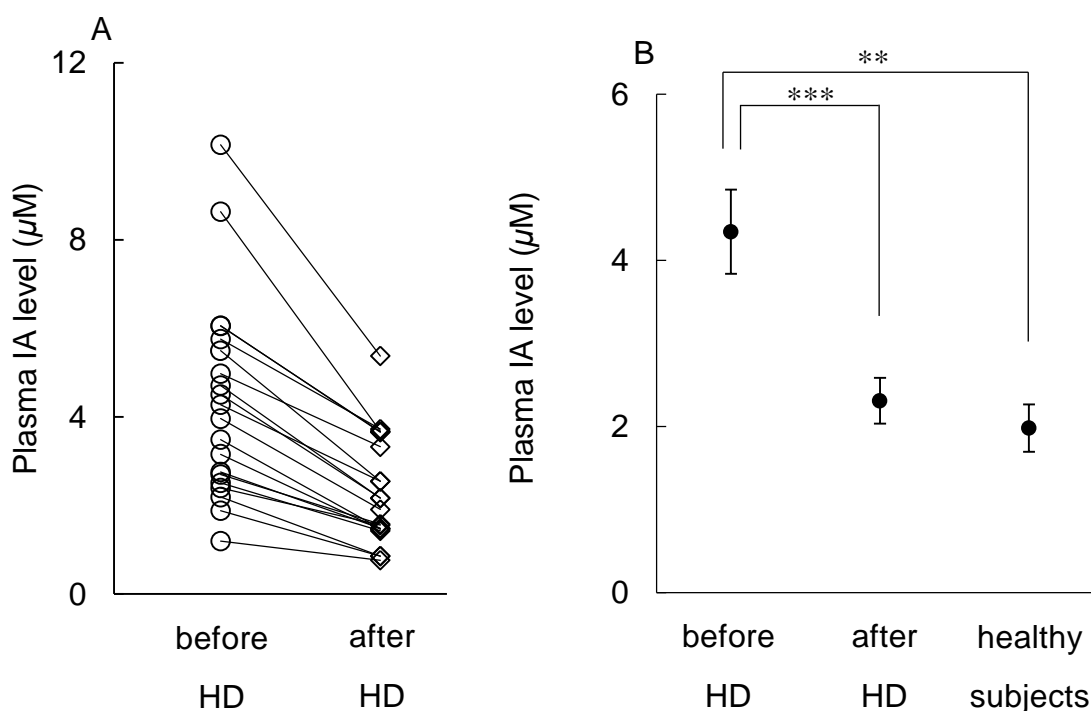 A
12
8
4
0
Plasma IA level (µM)
before
HD
after
HD
B
**
***
6
4
2
0
Plasma IA level (µM)
before
HD
after
HD
healthy
subjects